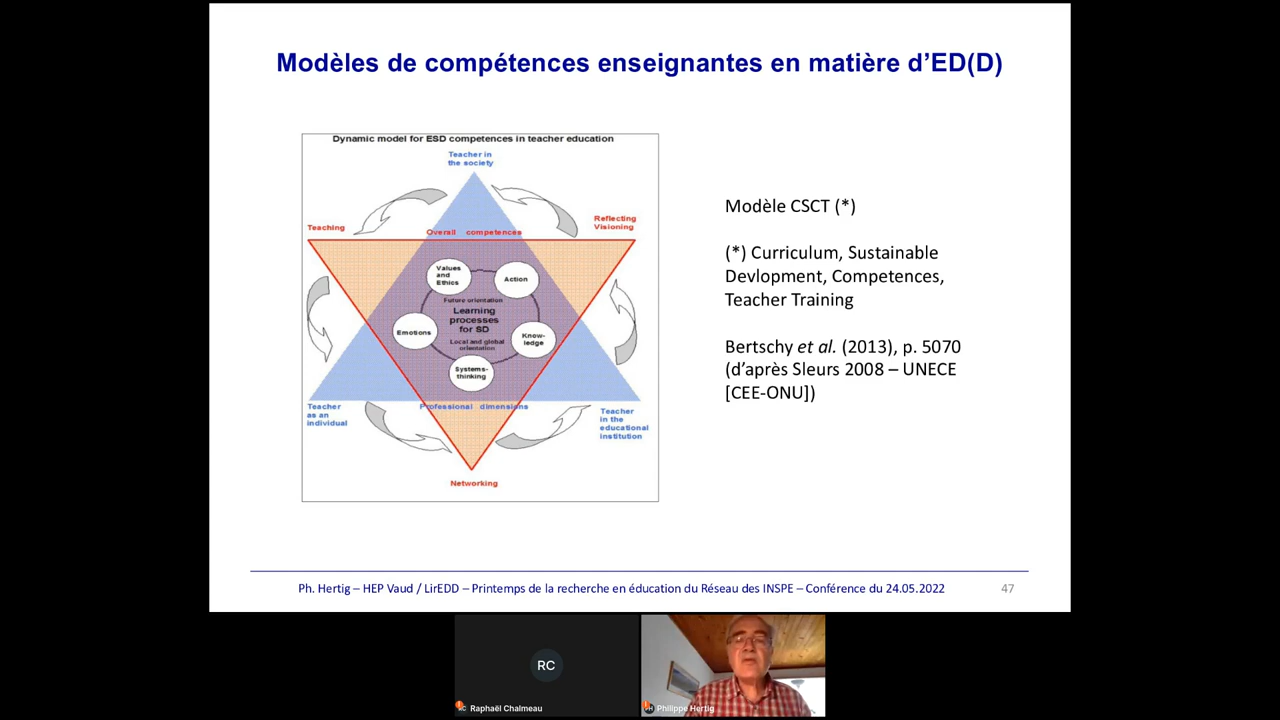 Modèles de compétences enseignantes en matière d'ED(D)
Dynamic model for ESD competences in teacher education
Teacher in
the society
Teaching
Reflecting
Visioning
Overall competences
Values
and
Ethics
Action
Future orientation
Learning
processes
for SD
Emotions
Know-
ledge
Local and global
orientation
Systems-
thinking
Teacher
as an
individual
Professional dimensions
Teacher
in the
educational
institution
Networking
Modèle CSCT (*)
(*) Curriculum, Sustainable
Devlopment, Competences,
Teacher Training
Bertschy et al. (2013), p. 5070
(d'après Sleurs 2008 – UNECE
[CEE-ONU])
Ph. Hertig – HEP Vaud / LirEDD – Printemps de la recherche en éducation du Réseau des INSPE – Conférence du 24.05.2022
47
RC
Raphaël Chalmeau
Philippe Hertig